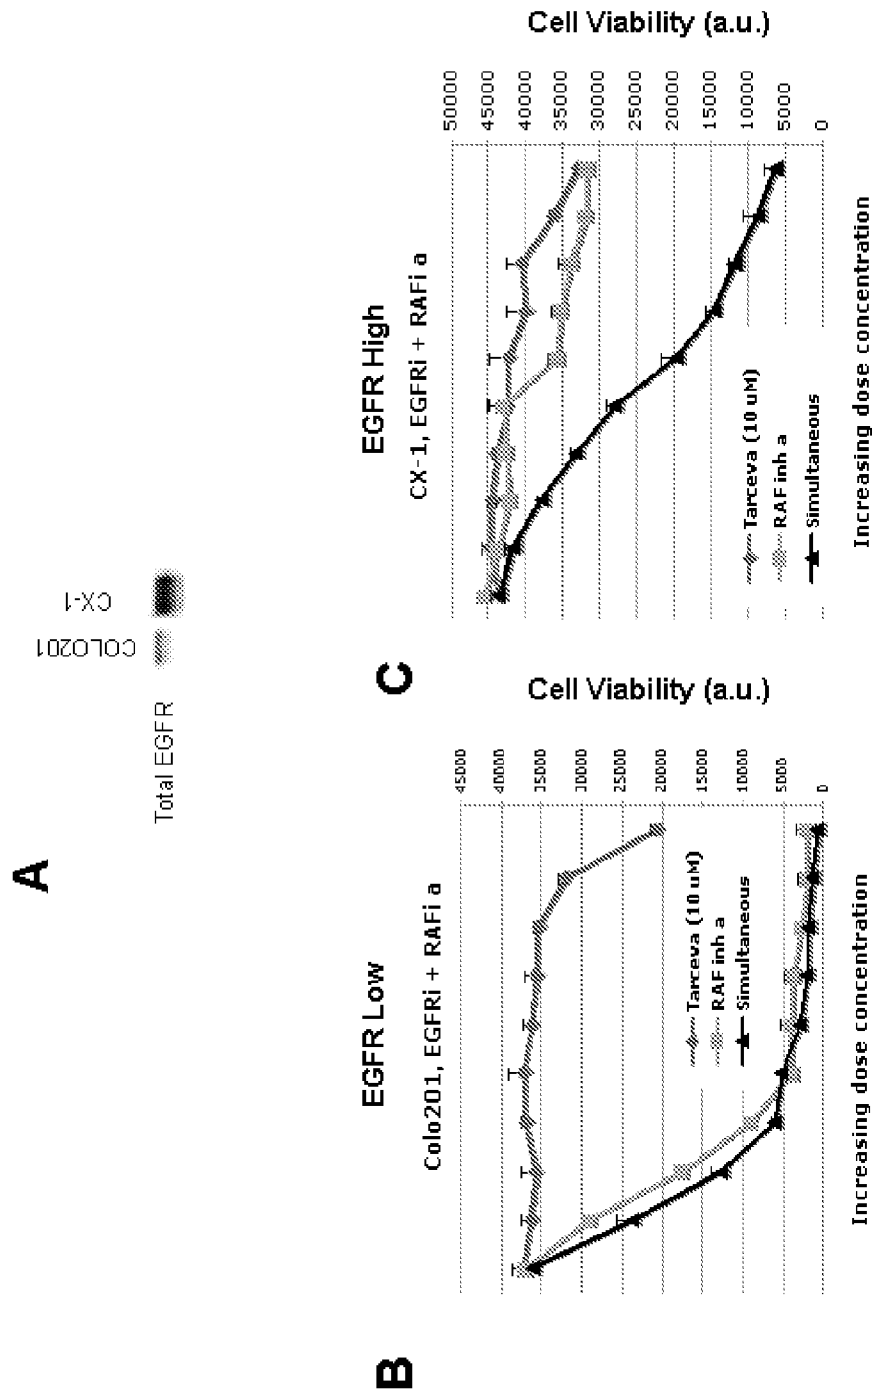 A
COLO201
CX-1
Total EGFR
B
EGFR Low
Colo201, EGFRi + RAFi a
45000
40000
35000
30000
25000
20000
15000
10000
5000
0
Cell Viability (a.u.)
Tarceva (10 uM)
RAF inh a
Simultaneous
Increasing dose concentration
C
EGFR High
CX-1, EGFRi + RAFi a
50000
45000
40000
35000
30000
25000
20000
15000
10000
5000
0
Cell Viability (a.u.)
Tarceva (10 uM)
RAF inh a
Simultaneous
Increasing dose concentration